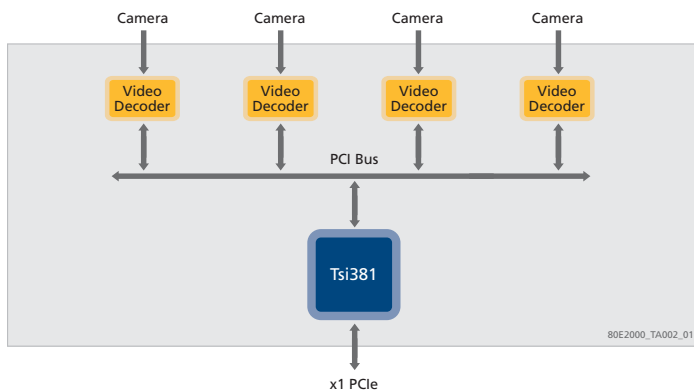 Camera Camera Camera Camera
Video Decoder Video Decoder Video Decoder Video Decoder
PCI Bus
Tsi381
80E2000_TA002_01
x1 PCIe